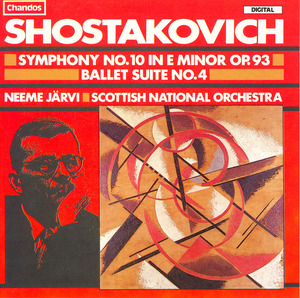 Chandos
DIGITAL
SHOSTAKOVICH
SYMPHONY NO.10 IN E MINOR OP.93
BALLET SUITE NO.4
NEEME JÄRVI SCOTTISH NATIONAL ORCHESTRA